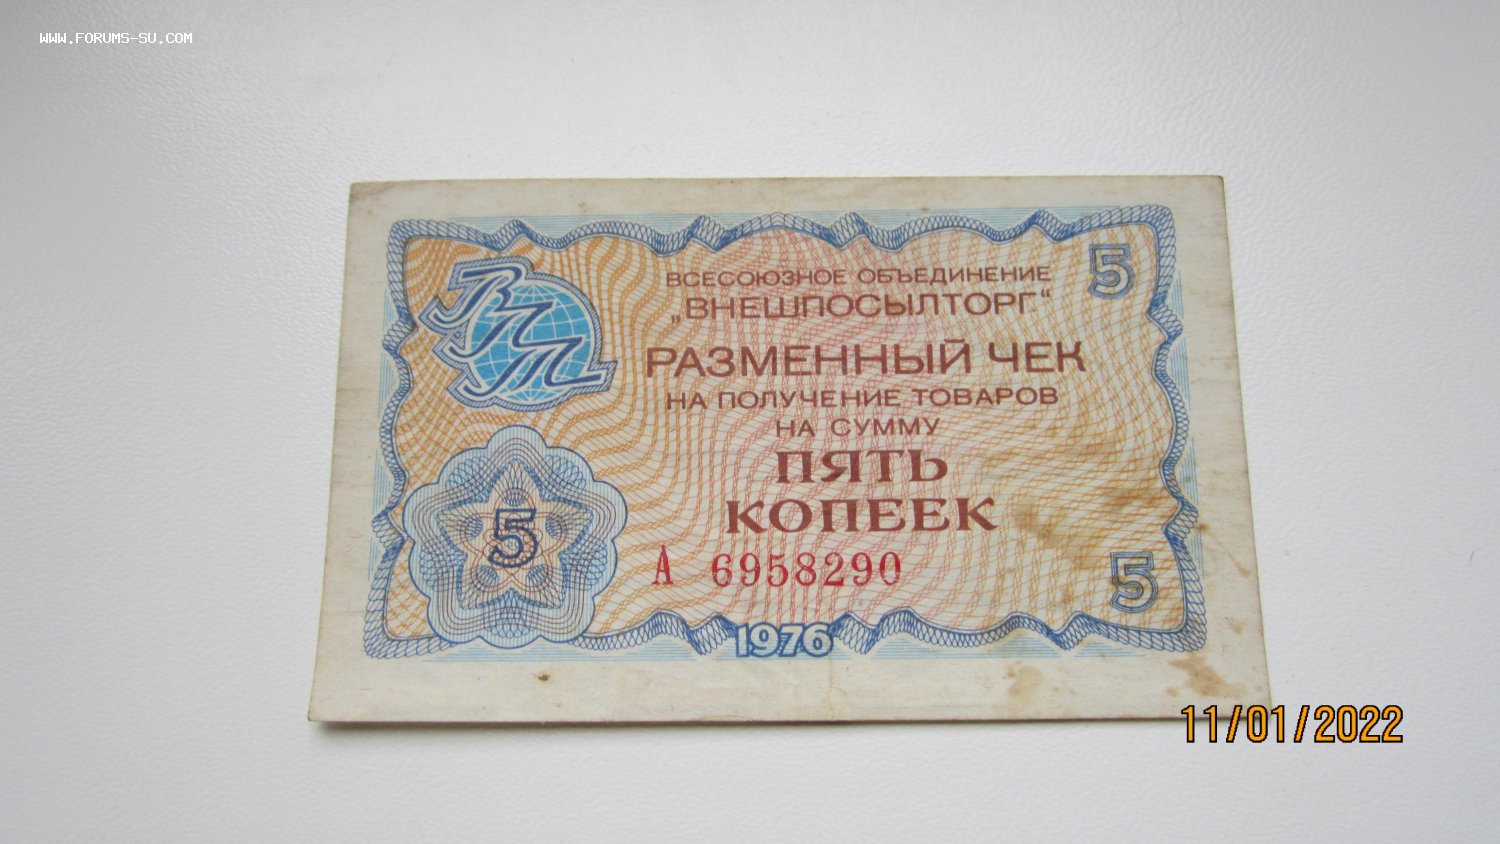 WWW.FORUMS-SU.COM
ВПТ
5
ВСЕСОЮЗНОЕ ОБЪЕДИНЕНИЕ
„ВНЕШПОСЫЛТОРГ“
РАЗМЕННЫЙ ЧЕК
НА ПОЛУЧЕНИЕ ТОВАРОВ
НА СУММУ
ПЯТЬ
КОПЕЕК
5
А 6958290
5
1976
11/01/2022